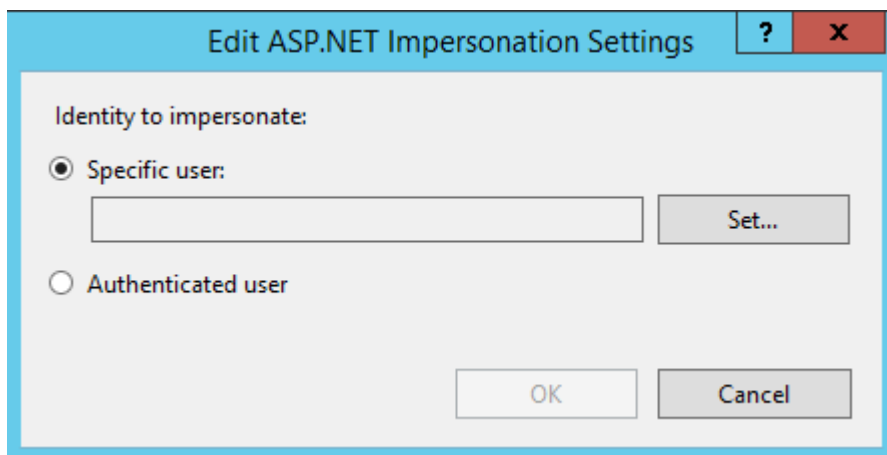 Edit ASP.NET Impersonation Settings
?
x
Identity to impersonate:
Specific user:
Set...
Authenticated user
OK
Cancel